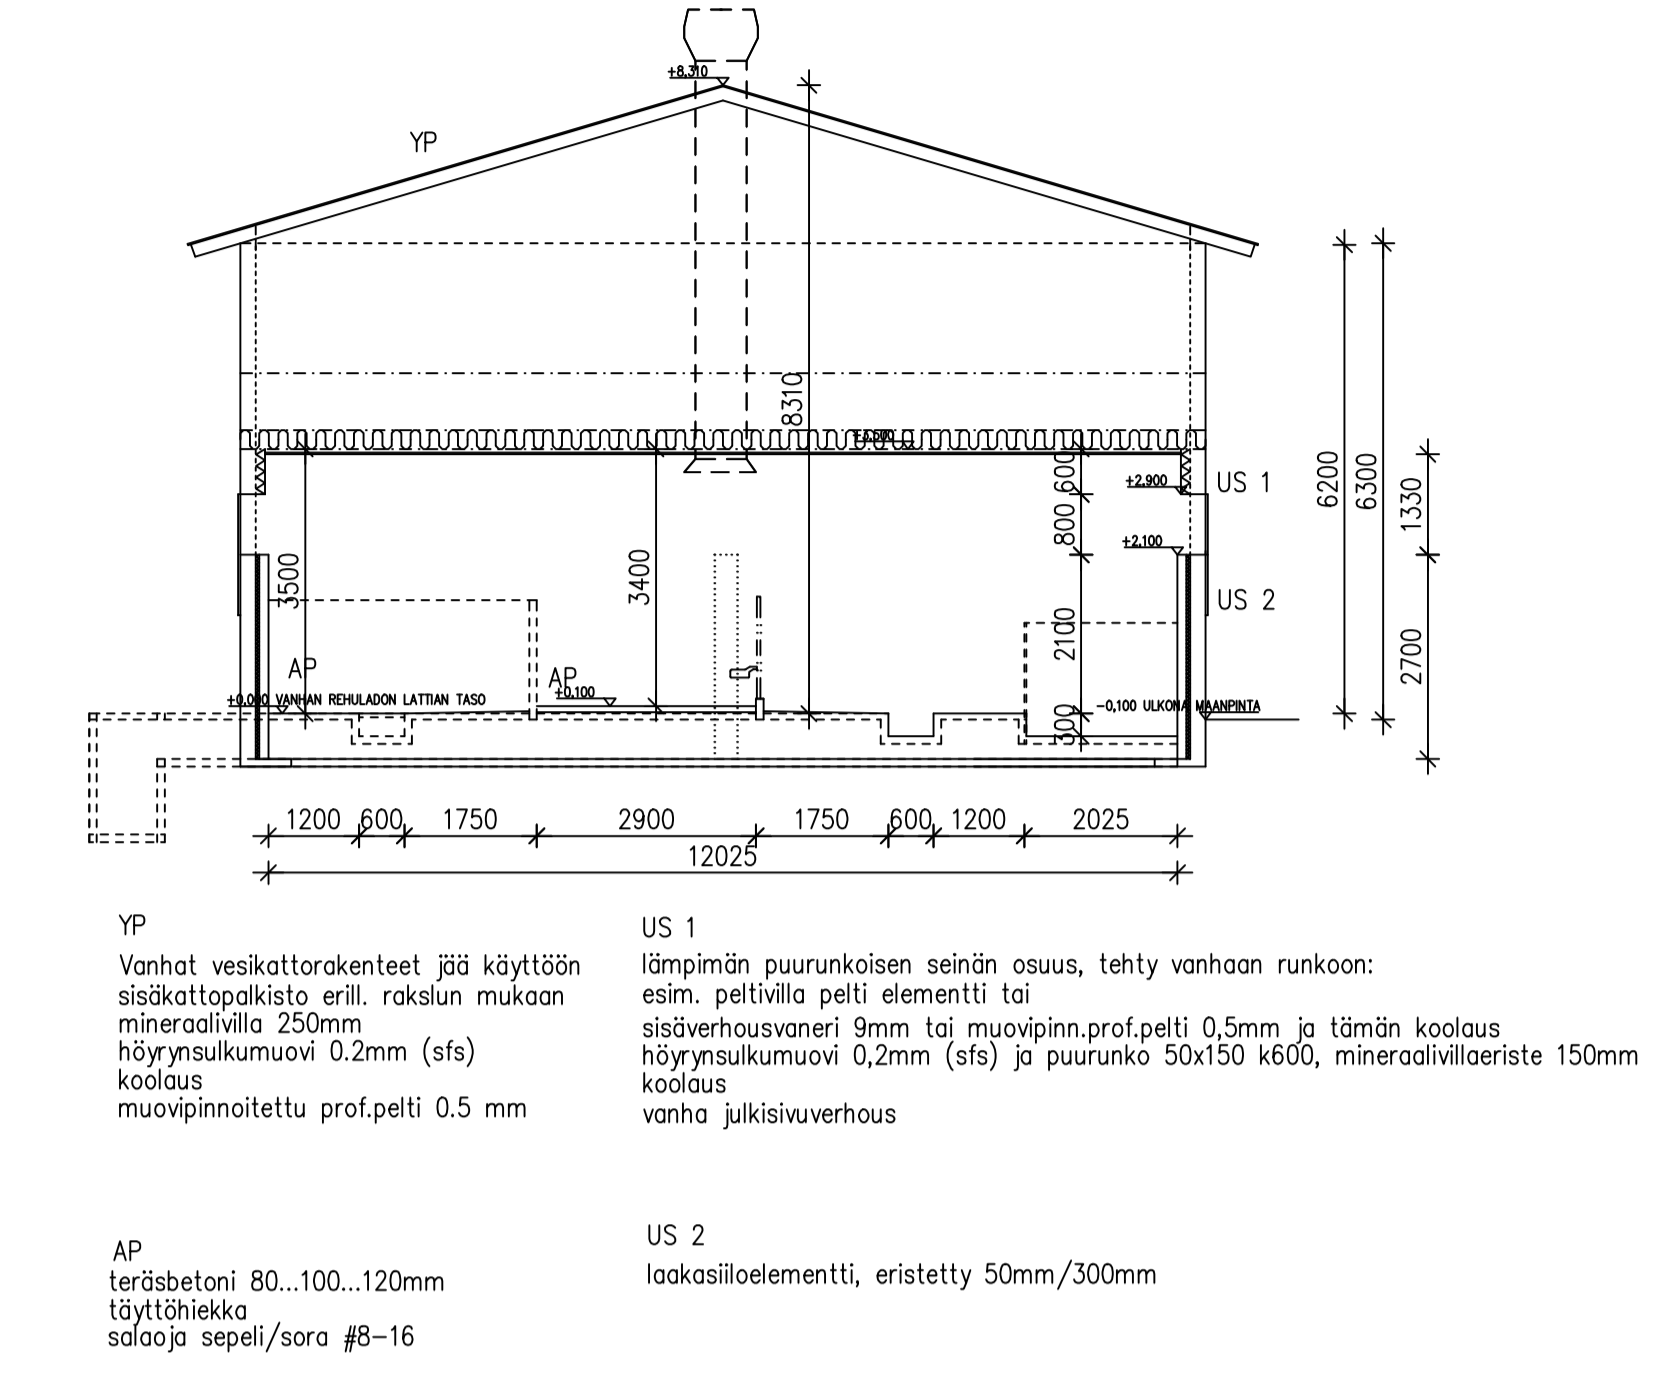 +8,310
YP
8310
+3,500
600
+2,900
US 1
6200
6300
1330
800
+2,100
3500
3400
US 2
2100
2700
AP
AP
+0,100
+0.000 VANHAN REHULADON LATTIAN TASO
-0,100 ULKONA MAANPINTA
300
1200 600 1750 2900 1750 600 1200 2025
12025
YP
Vanhat vesikattorakenteet jää käyttöön
sisäkattopalkisto erill. rakslun mukaan
mineraalivilla 250mm
höyrynsulkumuovi 0.2mm (sfs)
koolaus
muovipinnoitettu prof.pelti 0.5 mm
US 1
lämpimän puurunkoisen seinän osuus, tehty vanhaan runkoon:
esim. peltivilla pelti elementti tai
sisäverhousvaneri 9mm tai muovipinn.prof.pelti 0,5mm ja tämän koolaus
höyrynsulkumuovi 0,2mm (sfs) ja puurunko 50x150 k600, mineraalivillaeriste 150mm
koolaus
vanha julkisivuverhous
AP
teräsbetoni 80...100...120mm
täyttöhiekka
salaoja sepeli/sora #8-16
US 2
laakasiiloelementti, eristetty 50mm/300mm